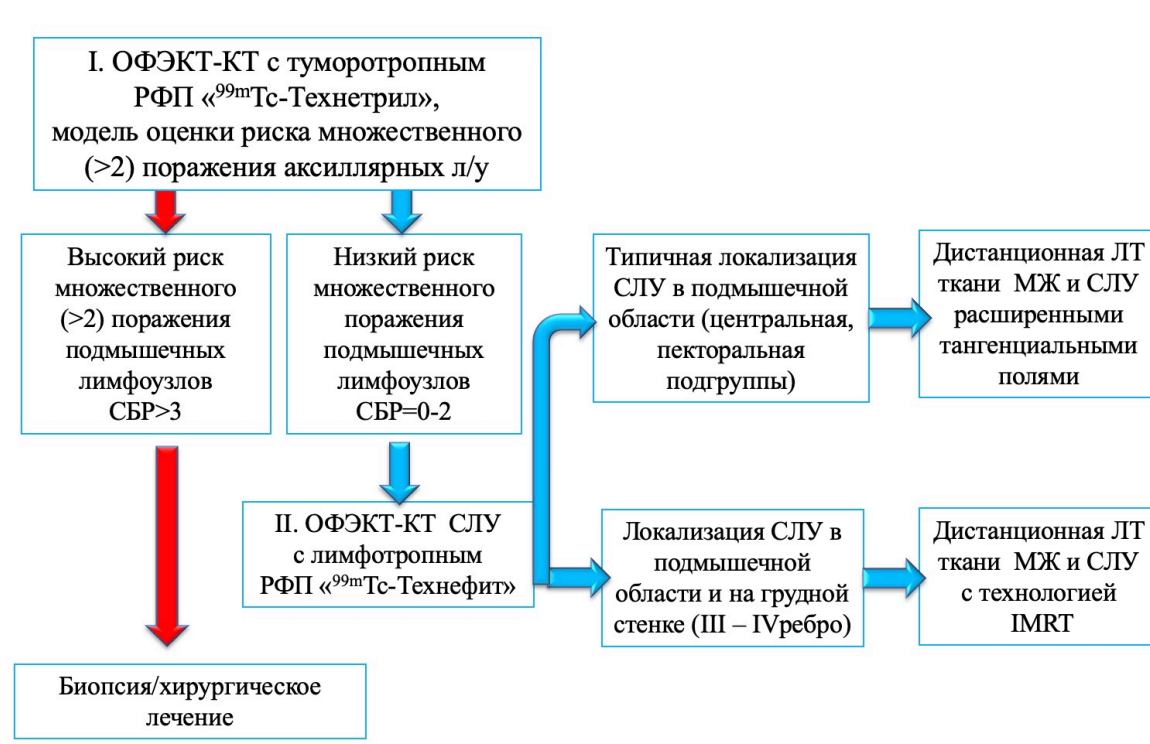 I. ОФЭКТ-КТ с туморотропным
РФП «⁹⁹ᵐТс-Технетрил»,
модель оценки риска множественного
(>2) поражения аксиллярных л/у
Высокий риск
множественного
(>2) поражения
подмышечных
лимфоузлов
СБР>3
Низкий риск
множественного
поражения
подмышечных
лимфоузлов
СБР=0-2
Типичная локализация
СЛУ в подмышечной
области (центральная,
пекторальная
подгруппы)
Дистанционная ЛТ
ткани МЖ и СЛУ
расширенными
тангенциальными
полями
II. ОФЭКТ-КТ СЛУ
с лимфотропным
РФП «⁹⁹ᵐТс-Технефит»
Локализация СЛУ в
подмышечной
области и на грудной
стенке (III – IVребро)
Дистанционная ЛТ
ткани МЖ и СЛУ
с технологией
IMRT
Биопсия/хирургическое
лечение